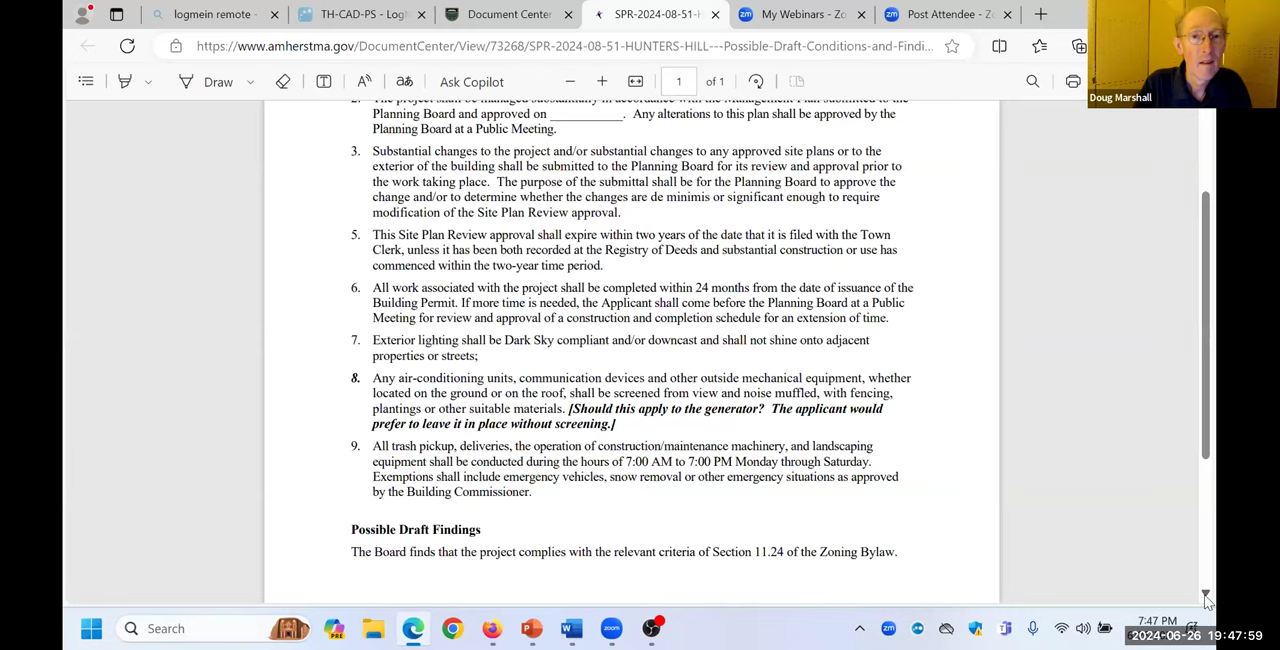 logmein remote -
TH-CAD-PS - LogM
Document Center
SPR-2024-08-51-H
My Webinars - Zo
Post Attendee - Z
https://www.amherstma.gov/DocumentCenter/View/73268/SPR-2024-08-51-HUNTERS-HILL---Possible-Draft-Conditions-and-Findi...
Draw
Ask Copilot
1
of 1
Doug Marshall
2. The project shall be managed substantially in accordance with the Management Plan submitted to the
Planning Board and approved on ___________. Any alterations to this plan shall be approved by the
Planning Board at a Public Meeting.
3. Substantial changes to the project and/or substantial changes to any approved site plans or to the
exterior of the building shall be submitted to the Planning Board for its review and approval prior to
the work taking place. The purpose of the submittal shall be for the Planning Board to approve the
change and/or to determine whether the changes are de minimis or significant enough to require
modification of the Site Plan Review approval.
5. This Site Plan Review approval shall expire within two years of the date that it is filed with the Town
Clerk, unless it has been both recorded at the Registry of Deeds and substantial construction or use has
commenced within the two-year time period.
6. All work associated with the project shall be completed within 24 months from the date of issuance of the
Building Permit. If more time is needed, the Applicant shall come before the Planning Board at a Public
Meeting for review and approval of a construction and completion schedule for an extension of time.
7. Exterior lighting shall be Dark Sky compliant and/or downcast and shall not shine onto adjacent
properties or streets;
8. Any air-conditioning units, communication devices and other outside mechanical equipment, whether
located on the ground or on the roof, shall be screened from view and noise muffled, with fencing,
plantings or other suitable materials. [Should this apply to the generator? The applicant would
prefer to leave it in place without screening.]
9. All trash pickup, deliveries, the operation of construction/maintenance machinery, and landscaping
equipment shall be conducted during the hours of 7:00 AM to 7:00 PM Monday through Saturday.
Exemptions shall include emergency vehicles, snow removal or other emergency situations as approved
by the Building Commissioner.
Possible Draft Findings
The Board finds that the project complies with the relevant criteria of Section 11.24 of the Zoning Bylaw.
Search
7:47 PM
2024-06-26 19:47:59